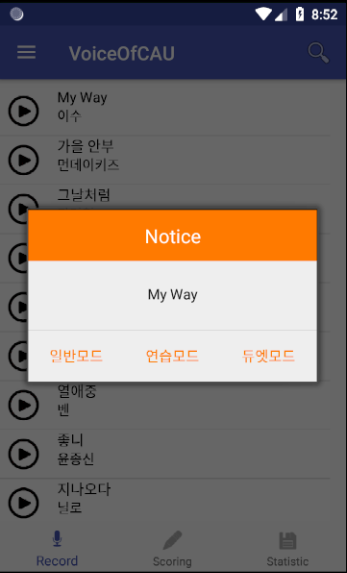 8:52
VoiceOfCAU
My Way
이수
가을 안부
먼데이키즈
그날처럼
Notice
My Way
일반모드
연습모드
듀엣모드
열애중
벤
좋니
윤종신
지나오다
닐로
Record
Scoring
Statistic